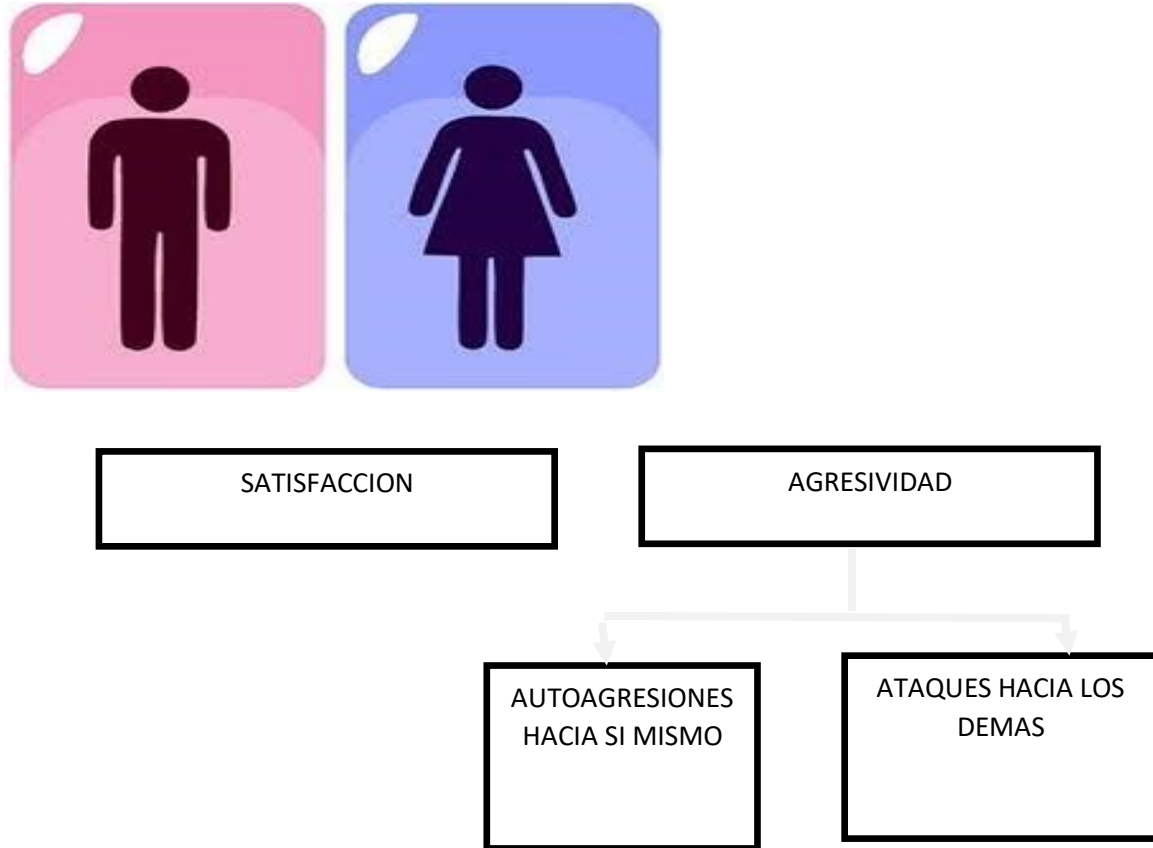 SATISFACCION
AGRESIVIDAD
AUTOAGRESIONES
HACIA SI MISMO
ATAQUES HACIA LOS
DEMAS